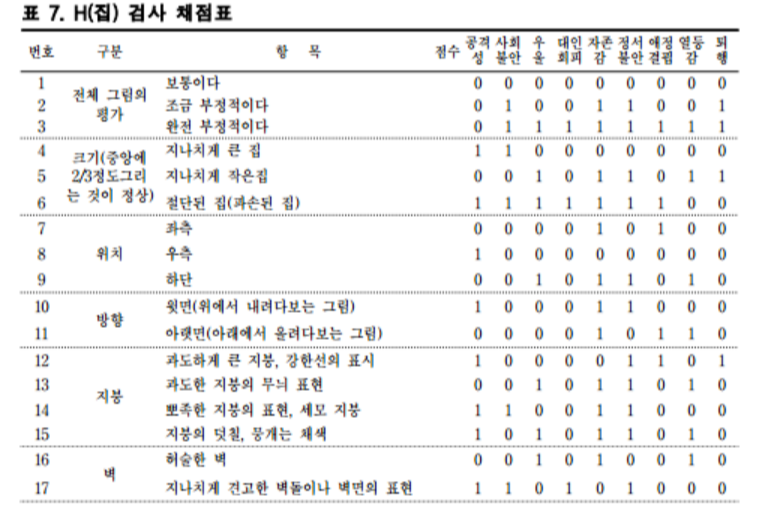 표 7. H(집) 검사 채점표
번호 구분 항 목 점수 공격성 사회불안 우울 대인회피 자존감 정서불안 애정결핍 열등감 퇴행
전체 그림의 평가
1 보통이다 0 0 0 0 0 0 0 0 0
2 조금 부정적이다 0 1 0 0 1 1 0 0 1
3 완전 부정적이다 0 1 1 1 1 1 1 1 1
크기(중앙에 2/3정도그리는 것이 정상)
4 지나치게 큰 집 1 1 0 0 0 0 0 0 0
5 지나치게 작은집 0 0 1 0 1 1 0 1 1
6 절단된 집(파손된 집) 1 1 1 1 1 1 1 0 0
위치
7 좌측 0 0 0 0 1 0 1 0 0
8 우측 1 0 0 0 0 0 0 0 0
9 하단 0 0 1 0 1 1 0 1 0
방향
10 윗면(위에서 내려다보는 그림) 1 0 0 0 1 1 0 0 0
11 아랫면(아래에서 올려다보는 그림) 0 0 0 0 1 0 1 1 0
지붕
12 과도하게 큰 지붕, 강한선의 표시 1 0 0 0 0 1 1 0 1
13 과도한 지붕의 무늬 표현 0 0 1 0 1 1 0 1 0
14 뾰족한 지붕의 표현, 세모 지붕 1 1 0 0 1 1 0 0 0
15 지붕의 덧칠, 뭉개는 채색 1 0 1 0 1 1 0 1 0
벽
16 허술한 벽 0 0 1 0 1 0 0 1 0
17 지나치게 견고한 벽돌이나 벽면의 표현 1 1 0 1 0 1 0 0 0